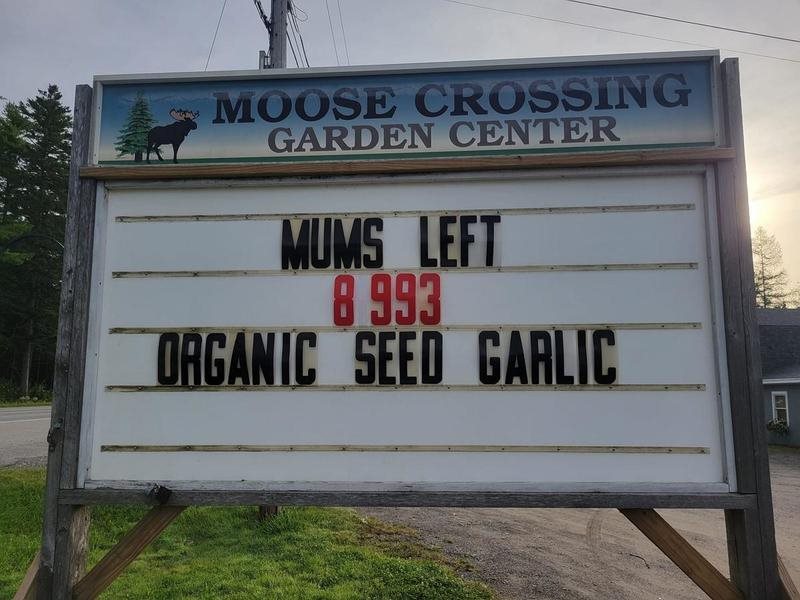 MOOSE CROSSING
GARDEN CENTER
MUMS LEFT
8 993
ORGANIC SEED GARLIC